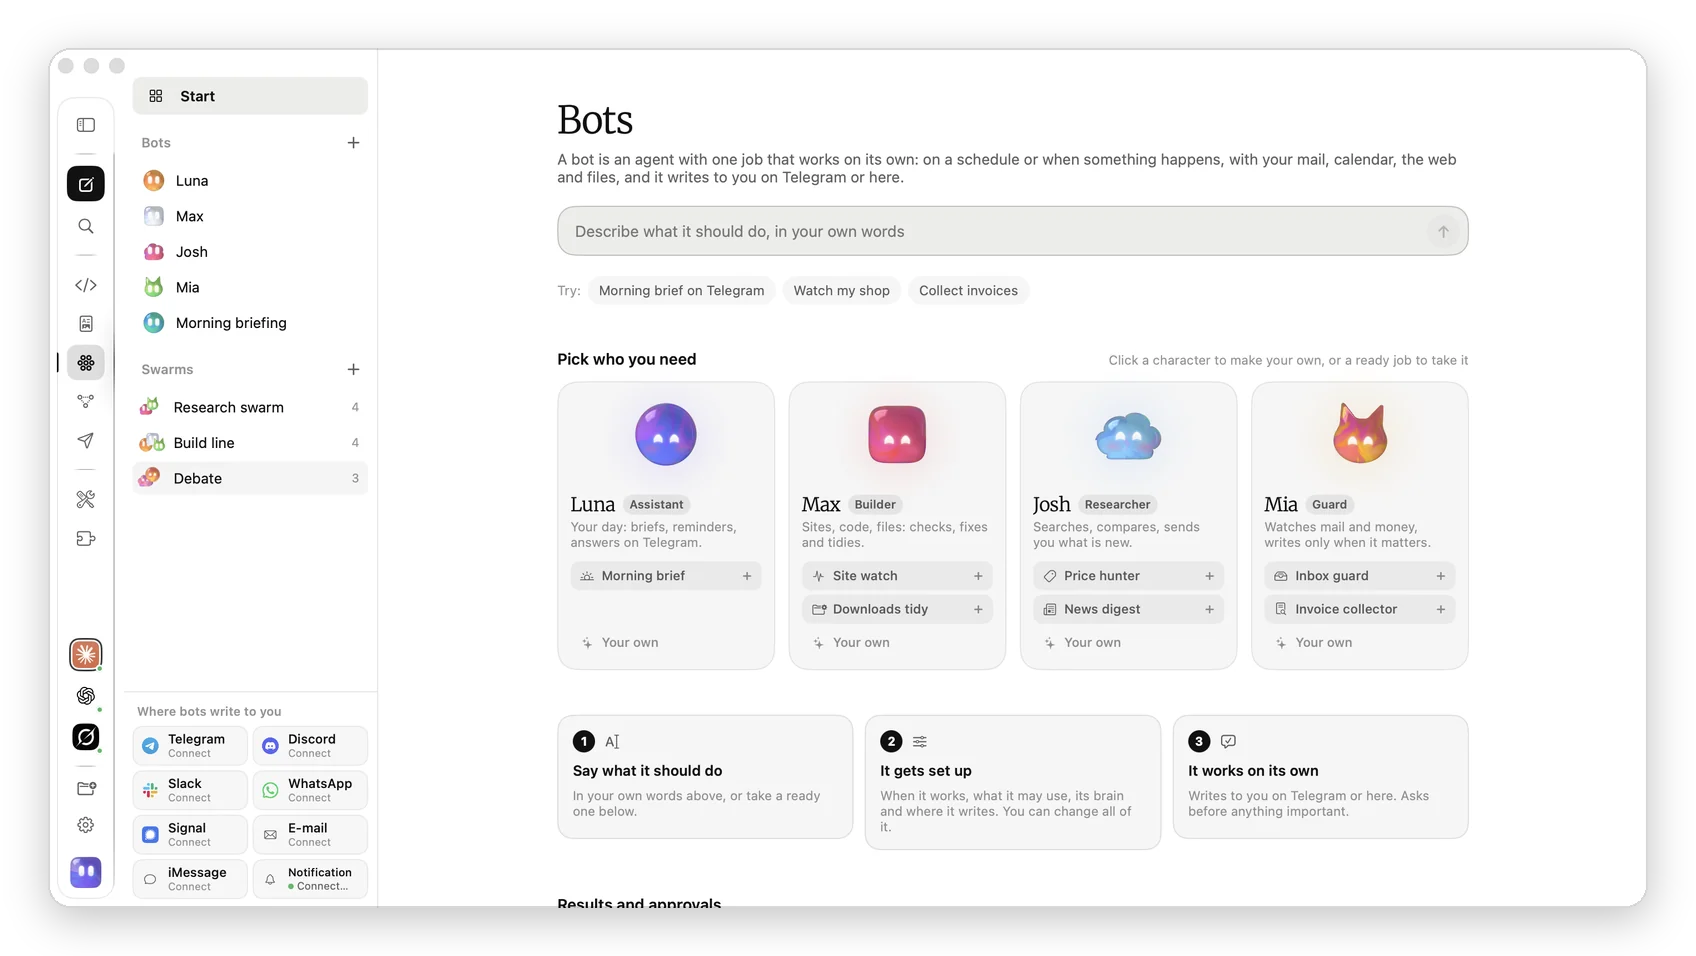 Start
Bots
Luna
Max
Josh
Mia
Morning briefing
Swarms
Research swarm 4
Build line 4
Debate 3
Where bots write to you
Telegram
Connect
Discord
Connect
Slack
Connect
WhatsApp
Connect
Signal
Connect
E-mail
Connect
iMessage
Connect
Notification
Connect...
Bots
A bot is an agent with one job that works on its own: on a schedule or when something happens, with your mail, calendar, the web
and files, and it writes to you on Telegram or here.
Describe what it should do, in your own words
Try: Morning brief on Telegram Watch my shop Collect invoices
Pick who you need
Click a character to make your own, or a ready job to take it
Luna Assistant
Your day: briefs, reminders,
answers on Telegram.
Morning brief
Your own
Max Builder
Sites, code, files: checks, fixes
and tidies.
Site watch
Downloads tidy
Your own
Josh Researcher
Searches, compares, sends
you what is new.
Price hunter
News digest
Your own
Mia Guard
Watches mail and money,
writes only when it matters.
Inbox guard
Invoice collector
Your own
1 A
Say what it should do
In your own words above, or take a ready
one below.
2
It gets set up
When it works, what it may use, its brain
and where it writes. You can change all of
it.
3
It works on its own
Writes to you on Telegram or here. Asks
before anything important.
Results and approvals